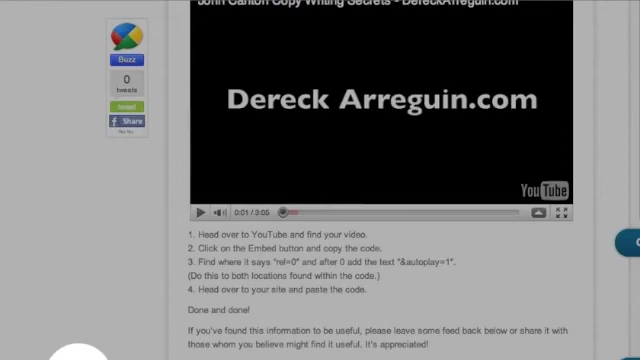 John Carlton Copy Writing Secrets - DereckArreguin.com
Buzz
0
tweets
tweet
Share
Dereck Arreguin.com
YouTube
0:01 / 3:05
1. Head over to YouTube and find your video.
2. Click on the Embed button and copy the code.
3. Find where it says "rel=0" and after 0 add the text "&autoplay=1".
(Do this to both locations found within the code.)
4. Head over to your site and paste the code.
Done and done!
If you've found this information to be useful, please leave some feed back below or share it with
those whom you believe might find it useful. It's appreciated!